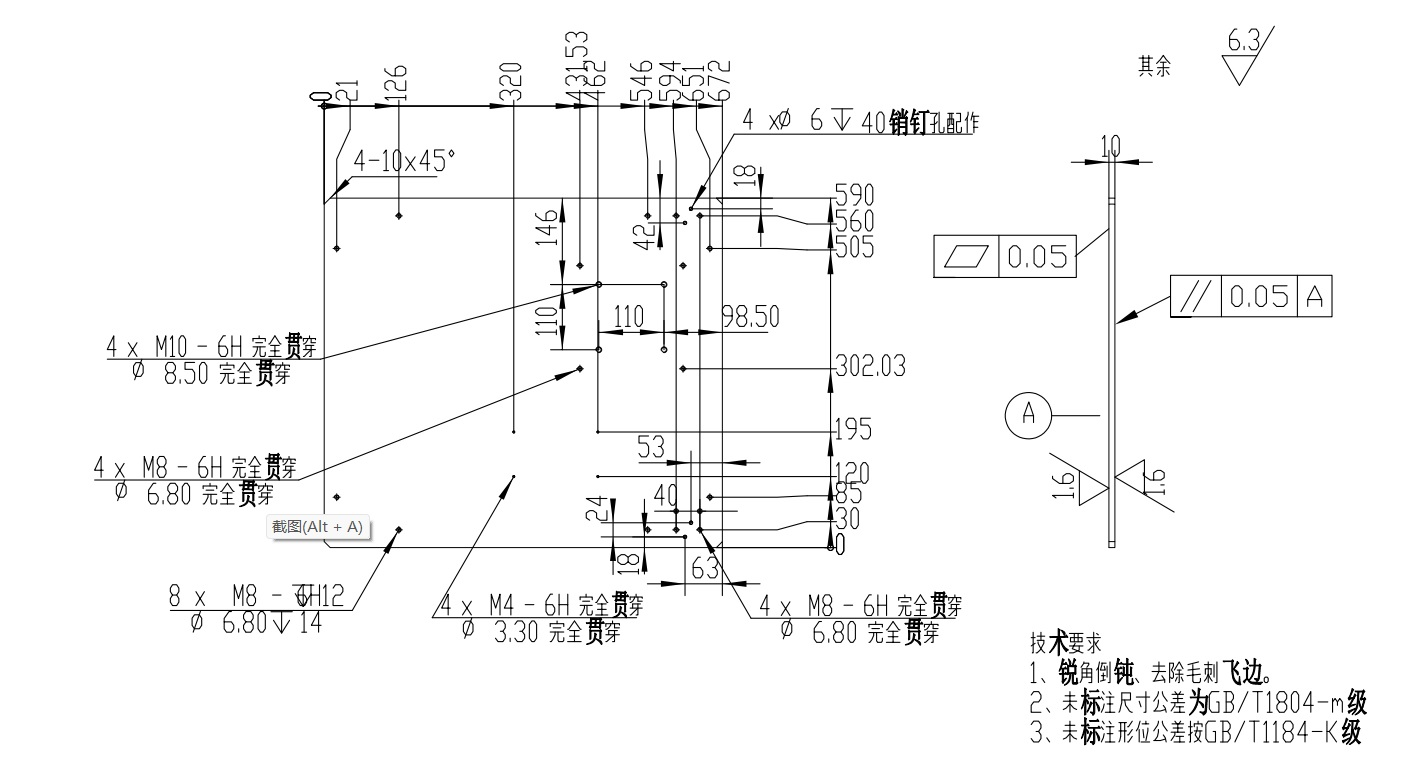 其余 6.3
0 21 126 320 431.53 462 546 594 651 672
4 xØ 6↧ 40销钉孔配作
10
4-10x45°
18
590
146
42
560
505
▱ 0.05
// 0.05 A
110
110
98.50
4 x M10 - 6H 完全贯穿
Ø 8.50 完全贯穿
302.03
A
195
53
4 x M8 - 6H 完全贯穿
Ø 6.80 完全贯穿
120
85
40
24
30
1.6
1.6
截图(Alt + A)
0
18
63
8 x M8 - 6H↧12
Ø 6.80↧14
4 x M4 - 6H 完全贯穿
Ø 3.30 完全贯穿
4 x M8 - 6H 完全贯穿
Ø 6.80 完全贯穿
技术要求
1、锐角倒钝、去除毛刺飞边。
2、未标注尺寸公差为GB/T1804-m级
3、未标注形位公差按GB/T1184-K级